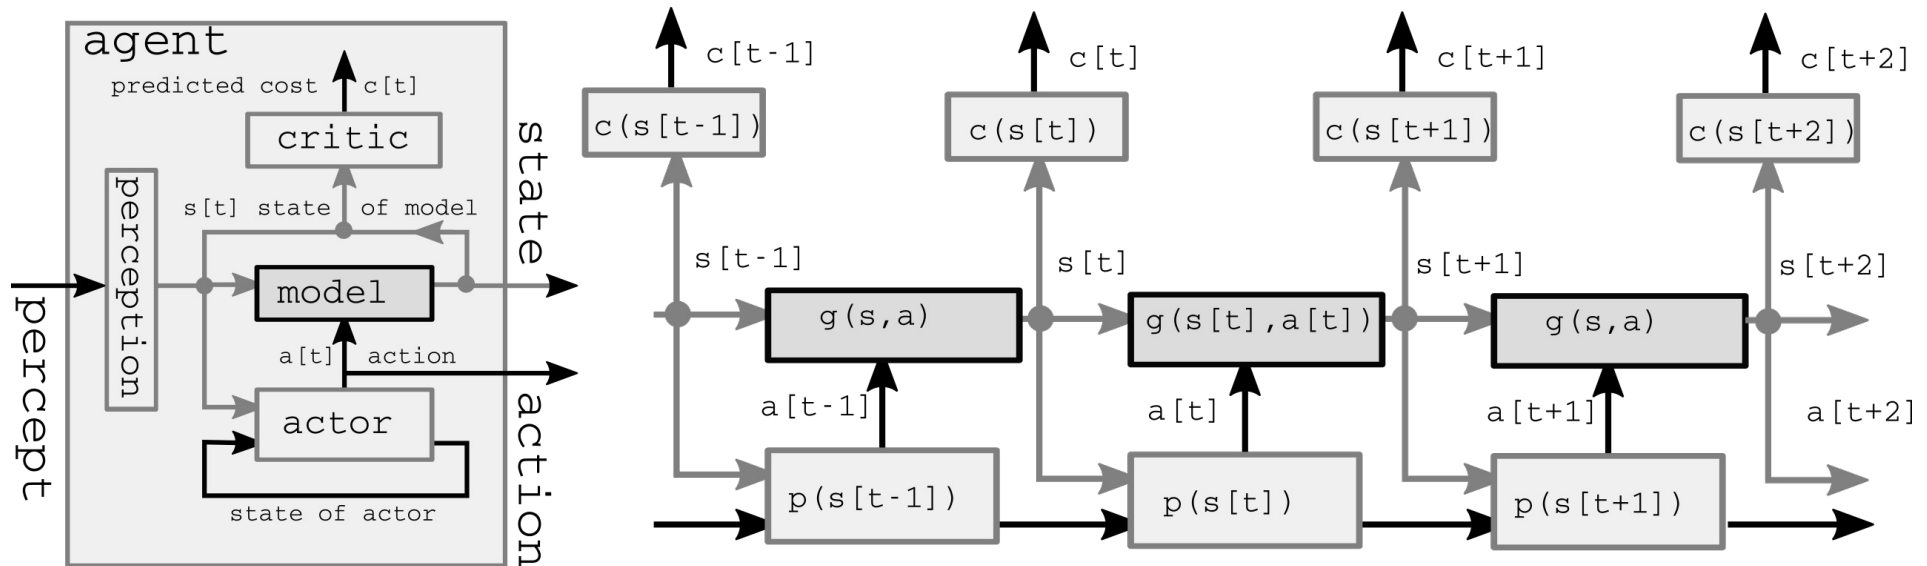 agent
predicted cost c[t]
critic
s[t] state of model
perception
model
a[t] action
actor
state of actor
percept
state
action
c[t-1]
c[t]
c[t+1]
c[t+2]
c(s[t-1])
c(s[t])
c(s[t+1])
c(s[t+2])
s[t-1]
s[t]
s[t+1]
s[t+2]
g(s,a)
g(s[t],a[t])
g(s,a)
a[t-1]
a[t]
a[t+1]
a[t+2]
p(s[t-1])
p(s[t])
p(s[t+1])